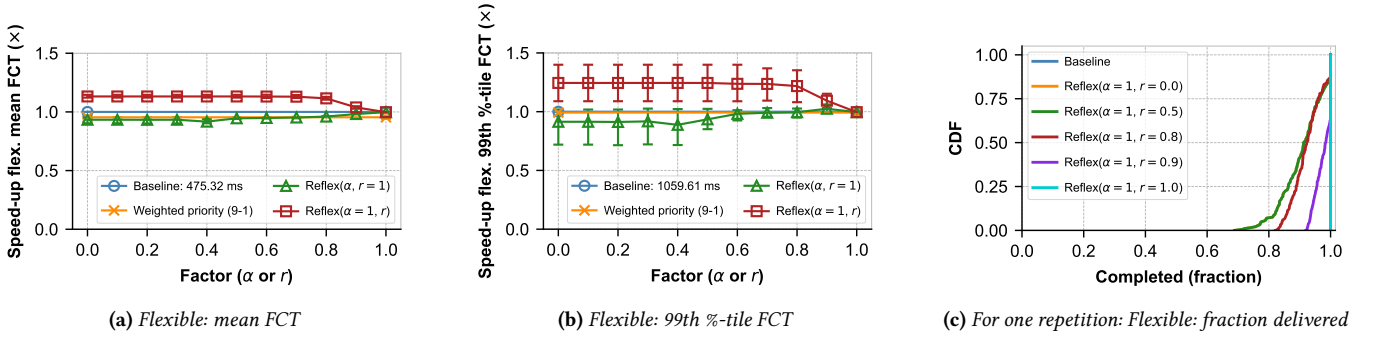 Speed-up flex. mean FCT (×)
1.5
1.0
0.5
0.0
0.0 0.2 0.4 0.6 0.8 1.0
Factor (α or r)
Baseline: 475.32 ms
Weighted priority (9-1)
Reflex(α, r = 1)
Reflex(α = 1, r)
(a) Flexible: mean FCT
Speed-up flex. 99th %-tile FCT (×)
1.5
1.0
0.5
0.0
0.0 0.2 0.4 0.6 0.8 1.0
Factor (α or r)
Baseline: 1059.61 ms
Weighted priority (9-1)
Reflex(α, r = 1)
Reflex(α = 1, r)
(b) Flexible: 99th %-tile FCT
CDF
1.00
0.75
0.50
0.25
0.00
0.0 0.2 0.4 0.6 0.8 1.0
Completed (fraction)
Baseline
Reflex(α = 1, r = 0.0)
Reflex(α = 1, r = 0.5)
Reflex(α = 1, r = 0.8)
Reflex(α = 1, r = 0.9)
Reflex(α = 1, r = 1.0)
(c) For one repetition: Flexible: fraction delivered